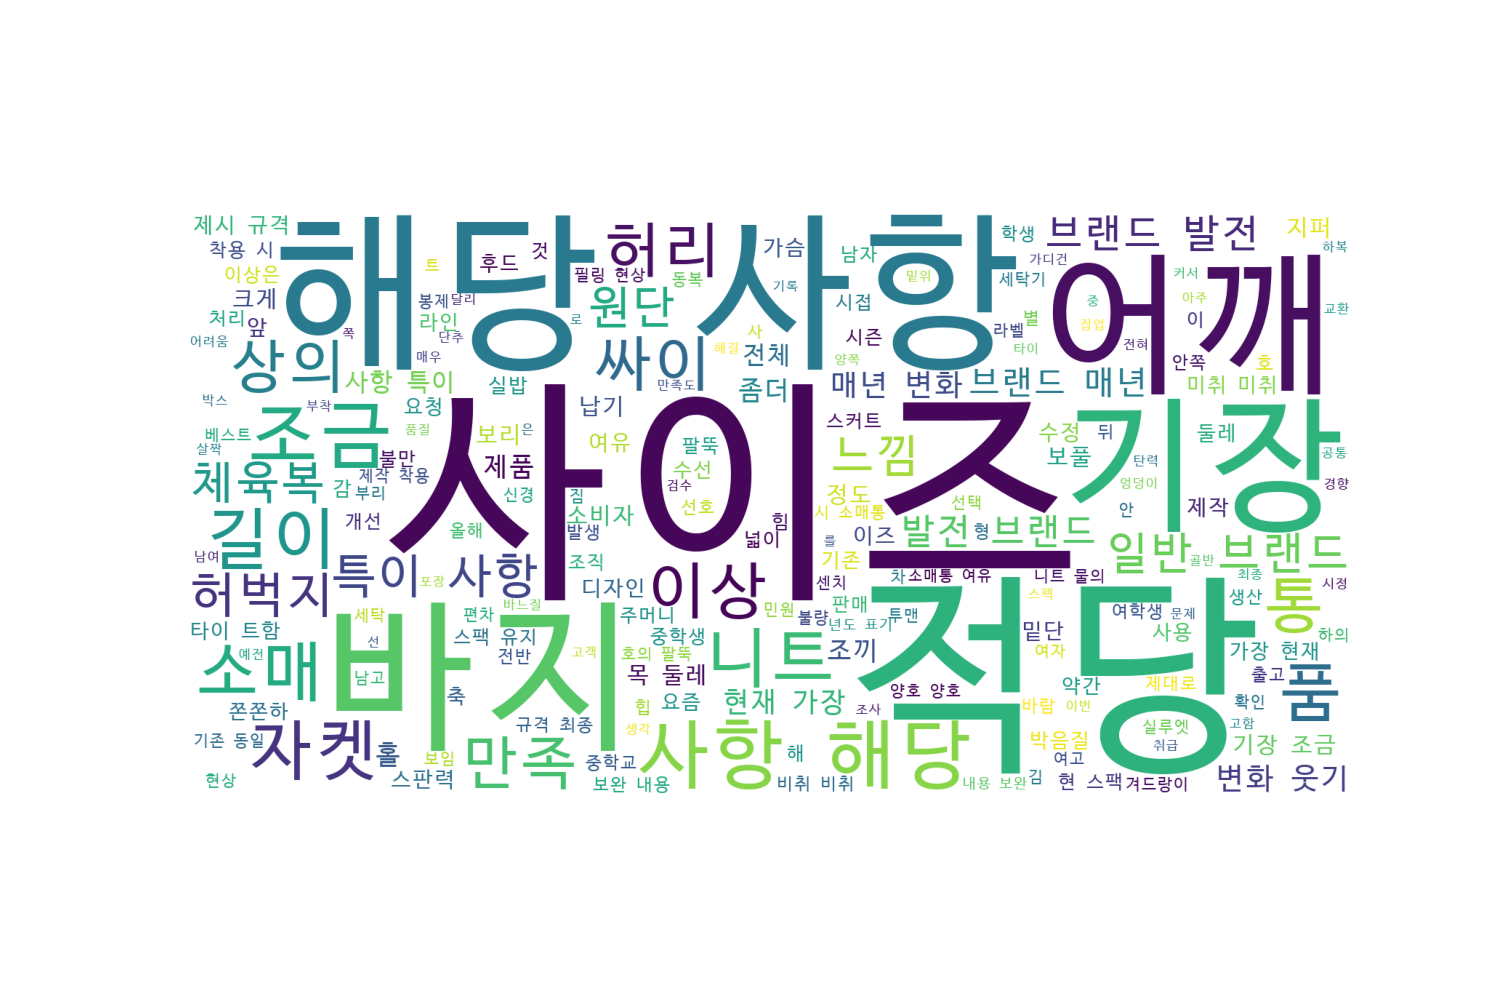 제시 규격
해당 사항
허리
브랜드 발전
지퍼
학생
하복
착용 시
것
가슴
남자
후드
필링 현상
동복
기록
밑위
세탁기
가디건
커서
어깨
이상은
트
크게
봉제
달리
원단
시접
중
아주
교환
처리
앞
라인
로
짐업
이
어려움
쪽
단추
사
시즌
라벨
별
타이
전혀
상의
매우
싸이
해결
전체
양쪽
안쪽
호
사항 특이
실밥
만족도
좀더
매년 변화
브랜드 매년
미취 미취
박스
부착
요청
납기
사이즈
스커트
기장
조금
베스트
품질
보리
은
여유
팔뚝
느낌
수정
뒤
둘레
살짝
불만
제품
수선
보풀
탄력
공통
체육복
제작 착용
감
부리
신경
짐
검수
선호
정도
선택
엉덩이
경향
길이
개선
올해
소비자
발생
힘
시 소매통
발전 브랜드
형
안
제작
넓이
를
이즈
일반 브랜드
남여
조직
기존
골반
허벅지
특이 사항
포장
디자인
이상
센치
차
소매통 여유
니트 물의
최종
시정
적당
세탁
편차
바느질
주머니
민원
불량
판매
년도 표기
투맨
스펙
여학생
문제
생산
통
타이 트함
선
스팩 유지
중학생
밑단
사용
하의
소매
예전
바지
전반
고객
호의 팔뚝
니트
조끼
여자
가장 현재
남고
목 둘레
양호 양호
약간
제대로
출고
품
쫀쫀하
축
힙
요즘
현재 가장
조사
바람
이번
확인
자켓
규격 최종
생각
사항 해당
실루엣
고함
기존 동일
홀
보임
만족
중학교
해
박음질
여고
취급
기장 조금
현상
스판력
보완 내용
비취 비취
내용 보완
김
현 스팩
겨드랑이
변화 웃기